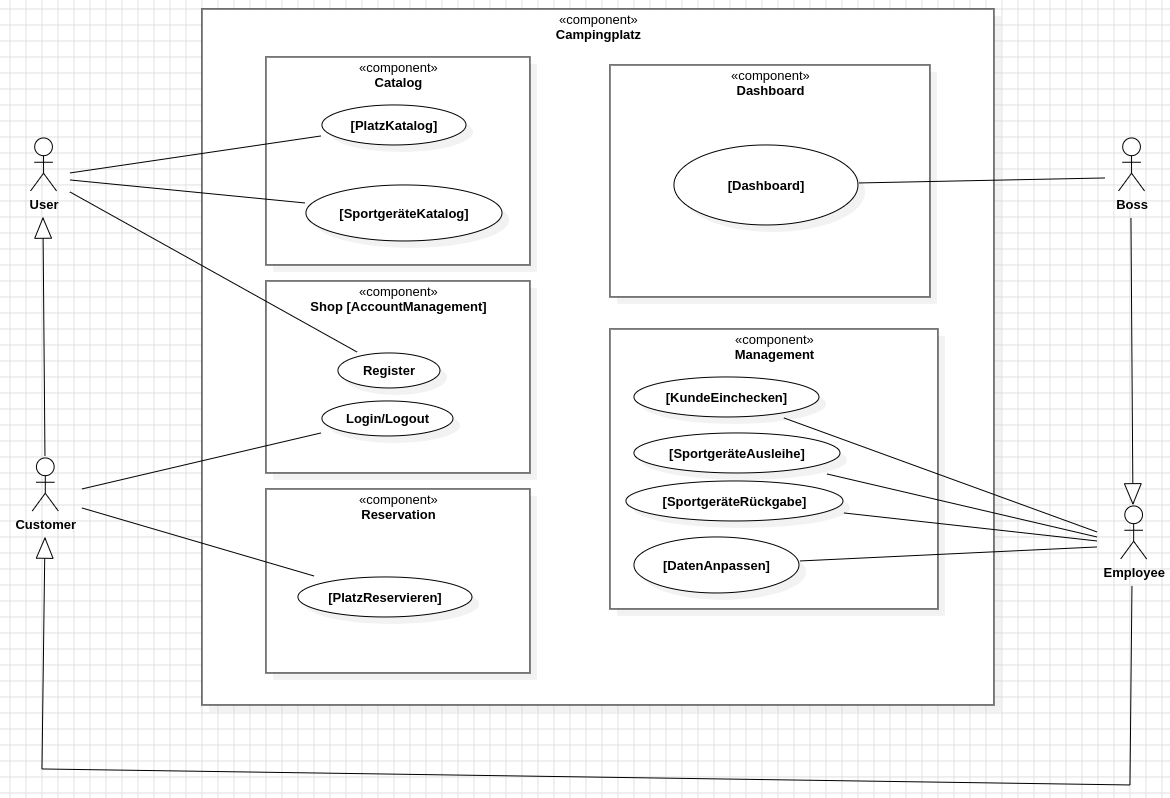 «component»
Campingplatz
«component»
Catalog
[PlatzKatalog]
[SportgeräteKatalog]
«component»
Shop [AccountManagement]
Register
Login/Logout
«component»
Reservation
[PlatzReservieren]
«component»
Dashboard
[Dashboard]
«component»
Management
[KundeEinchecken]
[SportgeräteAusleihe]
[SportgeräteRückgabe]
[DatenAnpassen]
User
Customer
Boss
Employee